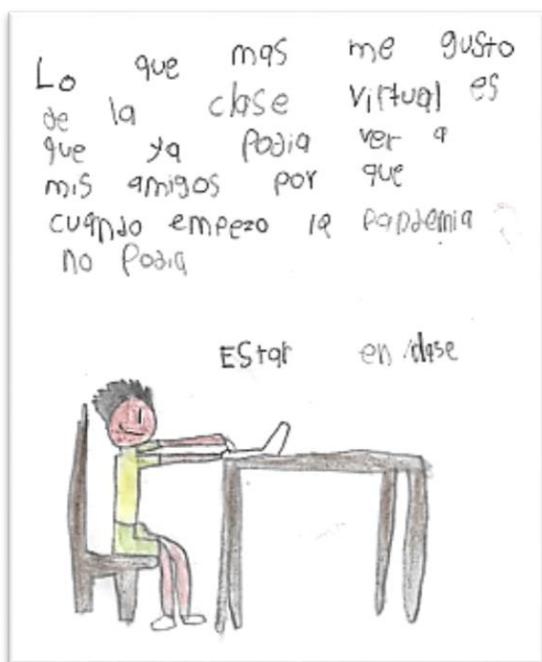 Lo que mas me gusto
de la clase virtual es
que ya podia ver a
mis amigos por que
cuando empezo la pandemia
no podia
Estar en clase